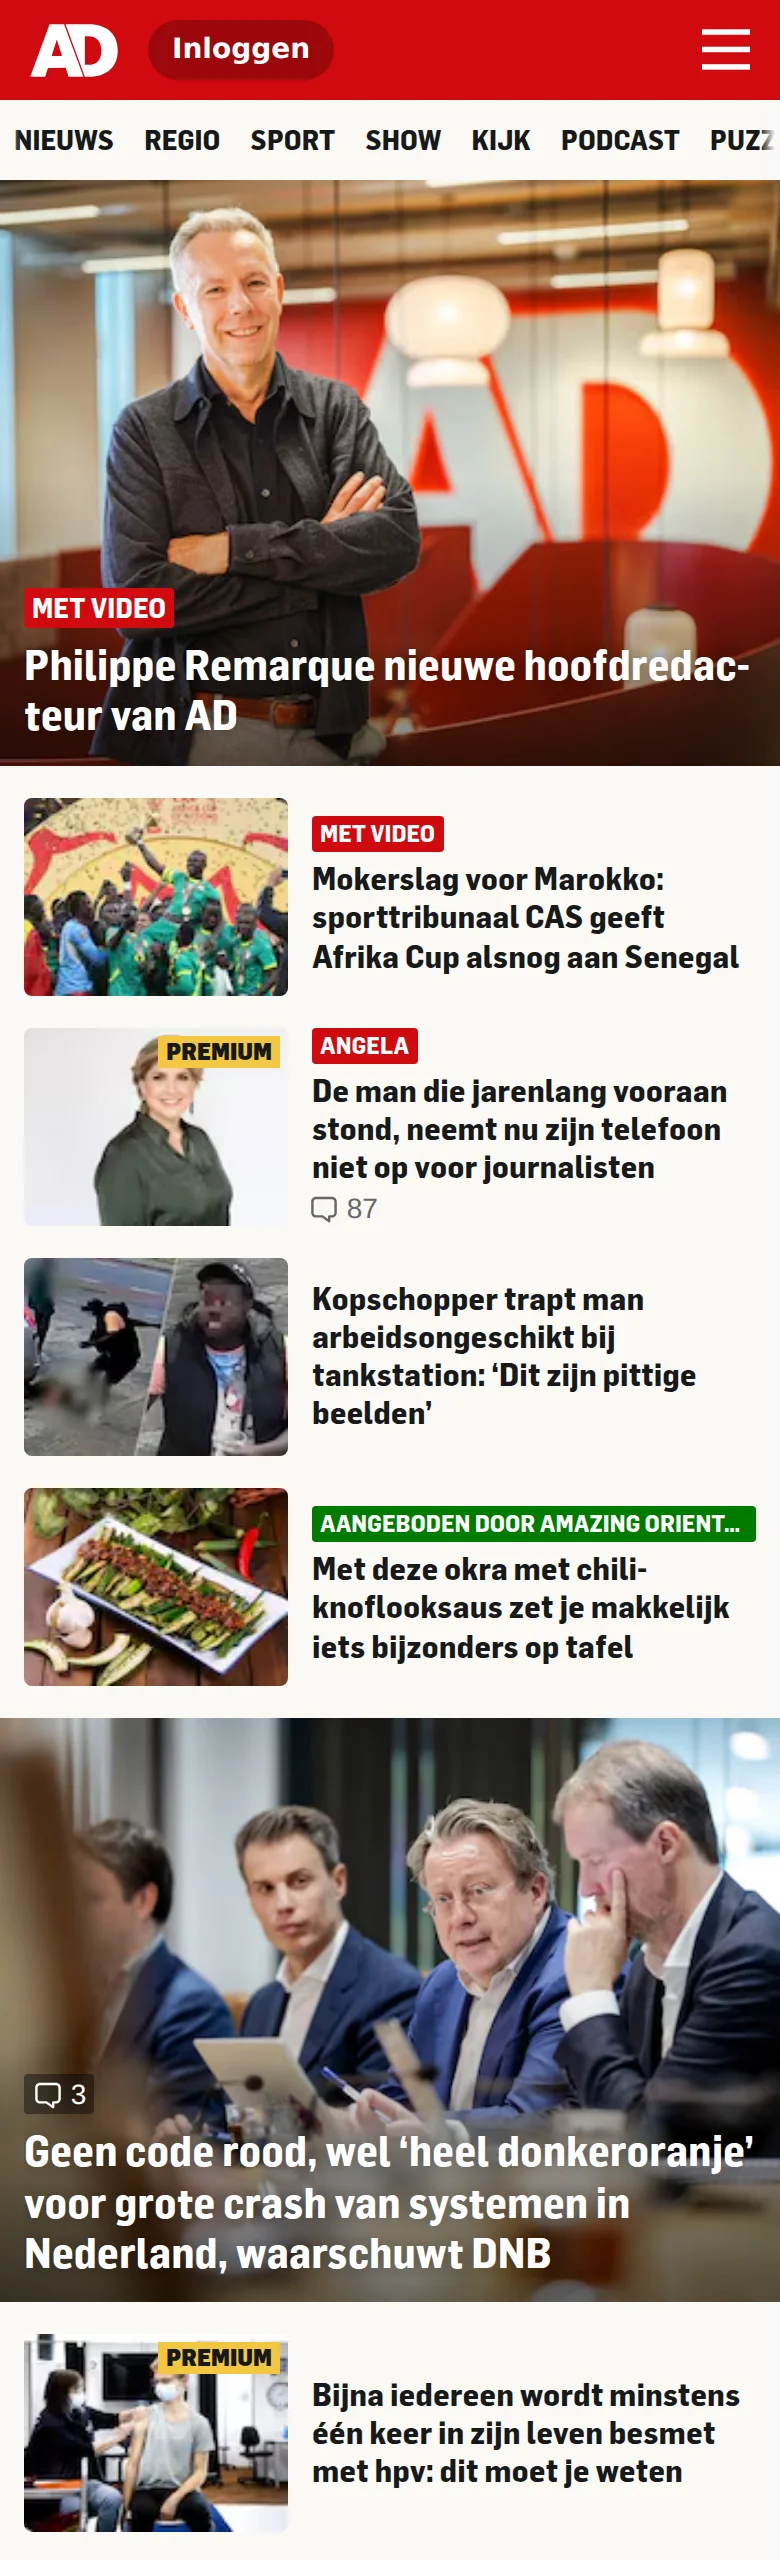 AD
Inloggen
NIEUWS REGIO SPORT SHOW KIJK PODCAST PUZZ
AD
MET VIDEO
Philippe Remarque nieuwe hoofdredac-
teur van AD
MET VIDEO
Mokerslag voor Marokko:
sporttribunaal CAS geeft
Afrika Cup alsnog aan Senegal
PREMIUM
ANGELA
De man die jarenlang vooraan
stond, neemt nu zijn telefoon
niet op voor journalisten
87
Kopschopper trapt man
arbeidsongeschikt bij
tankstation: ‘Dit zijn pittige
beelden’
AANGEBODEN DOOR AMAZING ORIENT...
Met deze okra met chili-
knoflooksaus zet je makkelijk
iets bijzonders op tafel
3
Geen code rood, wel ‘heel donkeroranje’
voor grote crash van systemen in
Nederland, waarschuwt DNB
PREMIUM
Bijna iedereen wordt minstens
één keer in zijn leven besmet
met hpv: dit moet je weten